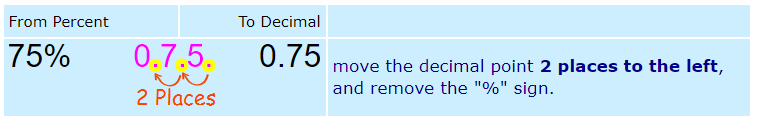 From Percent To Decimal
75% 0.7.5. 0.75
2 Places
move the decimal point 2 places to the left,
and remove the "%" sign.